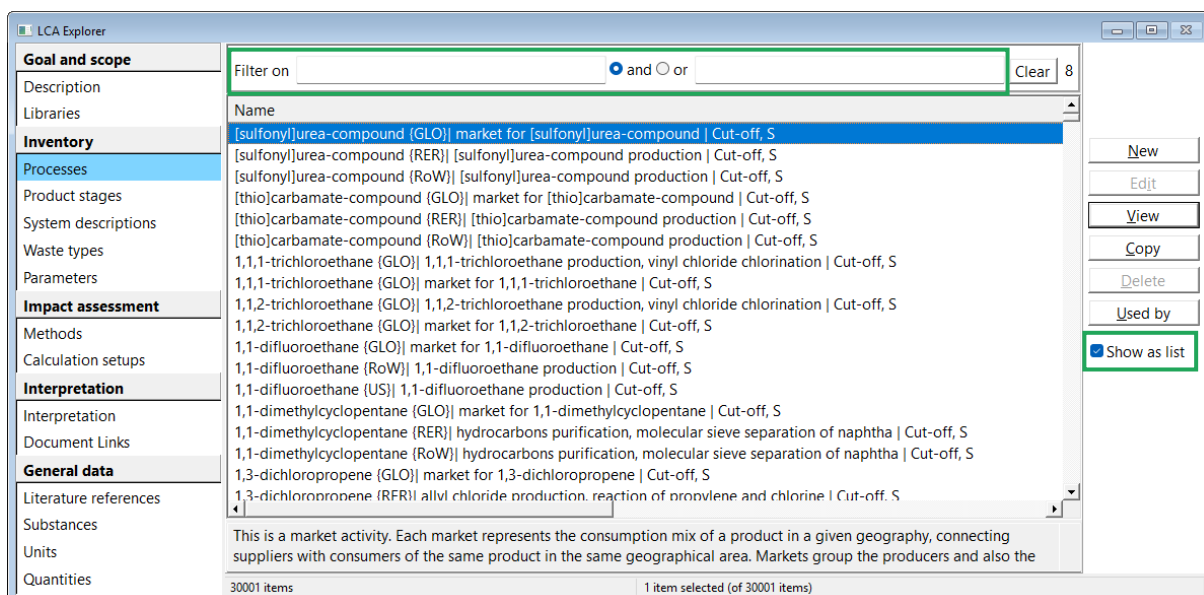 LCA Explorer
Goal and scope
Description
Libraries
Inventory
Processes
Product stages
System descriptions
Waste types
Parameters
Impact assessment
Methods
Calculation setups
Interpretation
Interpretation
Document Links
General data
Literature references
Substances
Units
Quantities
Filter on and or Clear 8
Name
[sulfonyl]urea-compound {GLO}| market for [sulfonyl]urea-compound | Cut-off, S
[sulfonyl]urea-compound {RER}| [sulfonyl]urea-compound production | Cut-off, S
[sulfonyl]urea-compound {RoW}| [sulfonyl]urea-compound production | Cut-off, S
[thio]carbamate-compound {GLO}| market for [thio]carbamate-compound | Cut-off, S
[thio]carbamate-compound {RER}| [thio]carbamate-compound production | Cut-off, S
[thio]carbamate-compound {RoW}| [thio]carbamate-compound production | Cut-off, S
1,1,1-trichloroethane {GLO}| 1,1,1-trichloroethane production, vinyl chloride chlorination | Cut-off, S
1,1,1-trichloroethane {GLO}| market for 1,1,1-trichloroethane | Cut-off, S
1,1,2-trichloroethane {GLO}| 1,1,2-trichloroethane production, vinyl chloride chlorination | Cut-off, S
1,1,2-trichloroethane {GLO}| market for 1,1,2-trichloroethane | Cut-off, S
1,1-difluoroethane {GLO}| market for 1,1-difluoroethane | Cut-off, S
1,1-difluoroethane {RoW}| 1,1-difluoroethane production | Cut-off, S
1,1-difluoroethane {US}| 1,1-difluoroethane production | Cut-off, S
1,1-dimethylcyclopentane {GLO}| market for 1,1-dimethylcyclopentane | Cut-off, S
1,1-dimethylcyclopentane {RER}| hydrocarbons purification, molecular sieve separation of naphtha | Cut-off, S
1,1-dimethylcyclopentane {RoW}| hydrocarbons purification, molecular sieve separation of naphtha | Cut-off, S
1,3-dichloropropene {GLO}| market for 1,3-dichloropropene | Cut-off, S
1,3-dichloropropene {RER}| allyl chloride production, reaction of propylene and chlorine | Cut-off, S
This is a market activity. Each market represents the consumption mix of a product in a given geography, connecting
suppliers with consumers of the same product in the same geographical area. Markets group the producers and also the
30001 items 1 item selected (of 30001 items)
New
Edit
View
Copy
Delete
Used by
Show as list